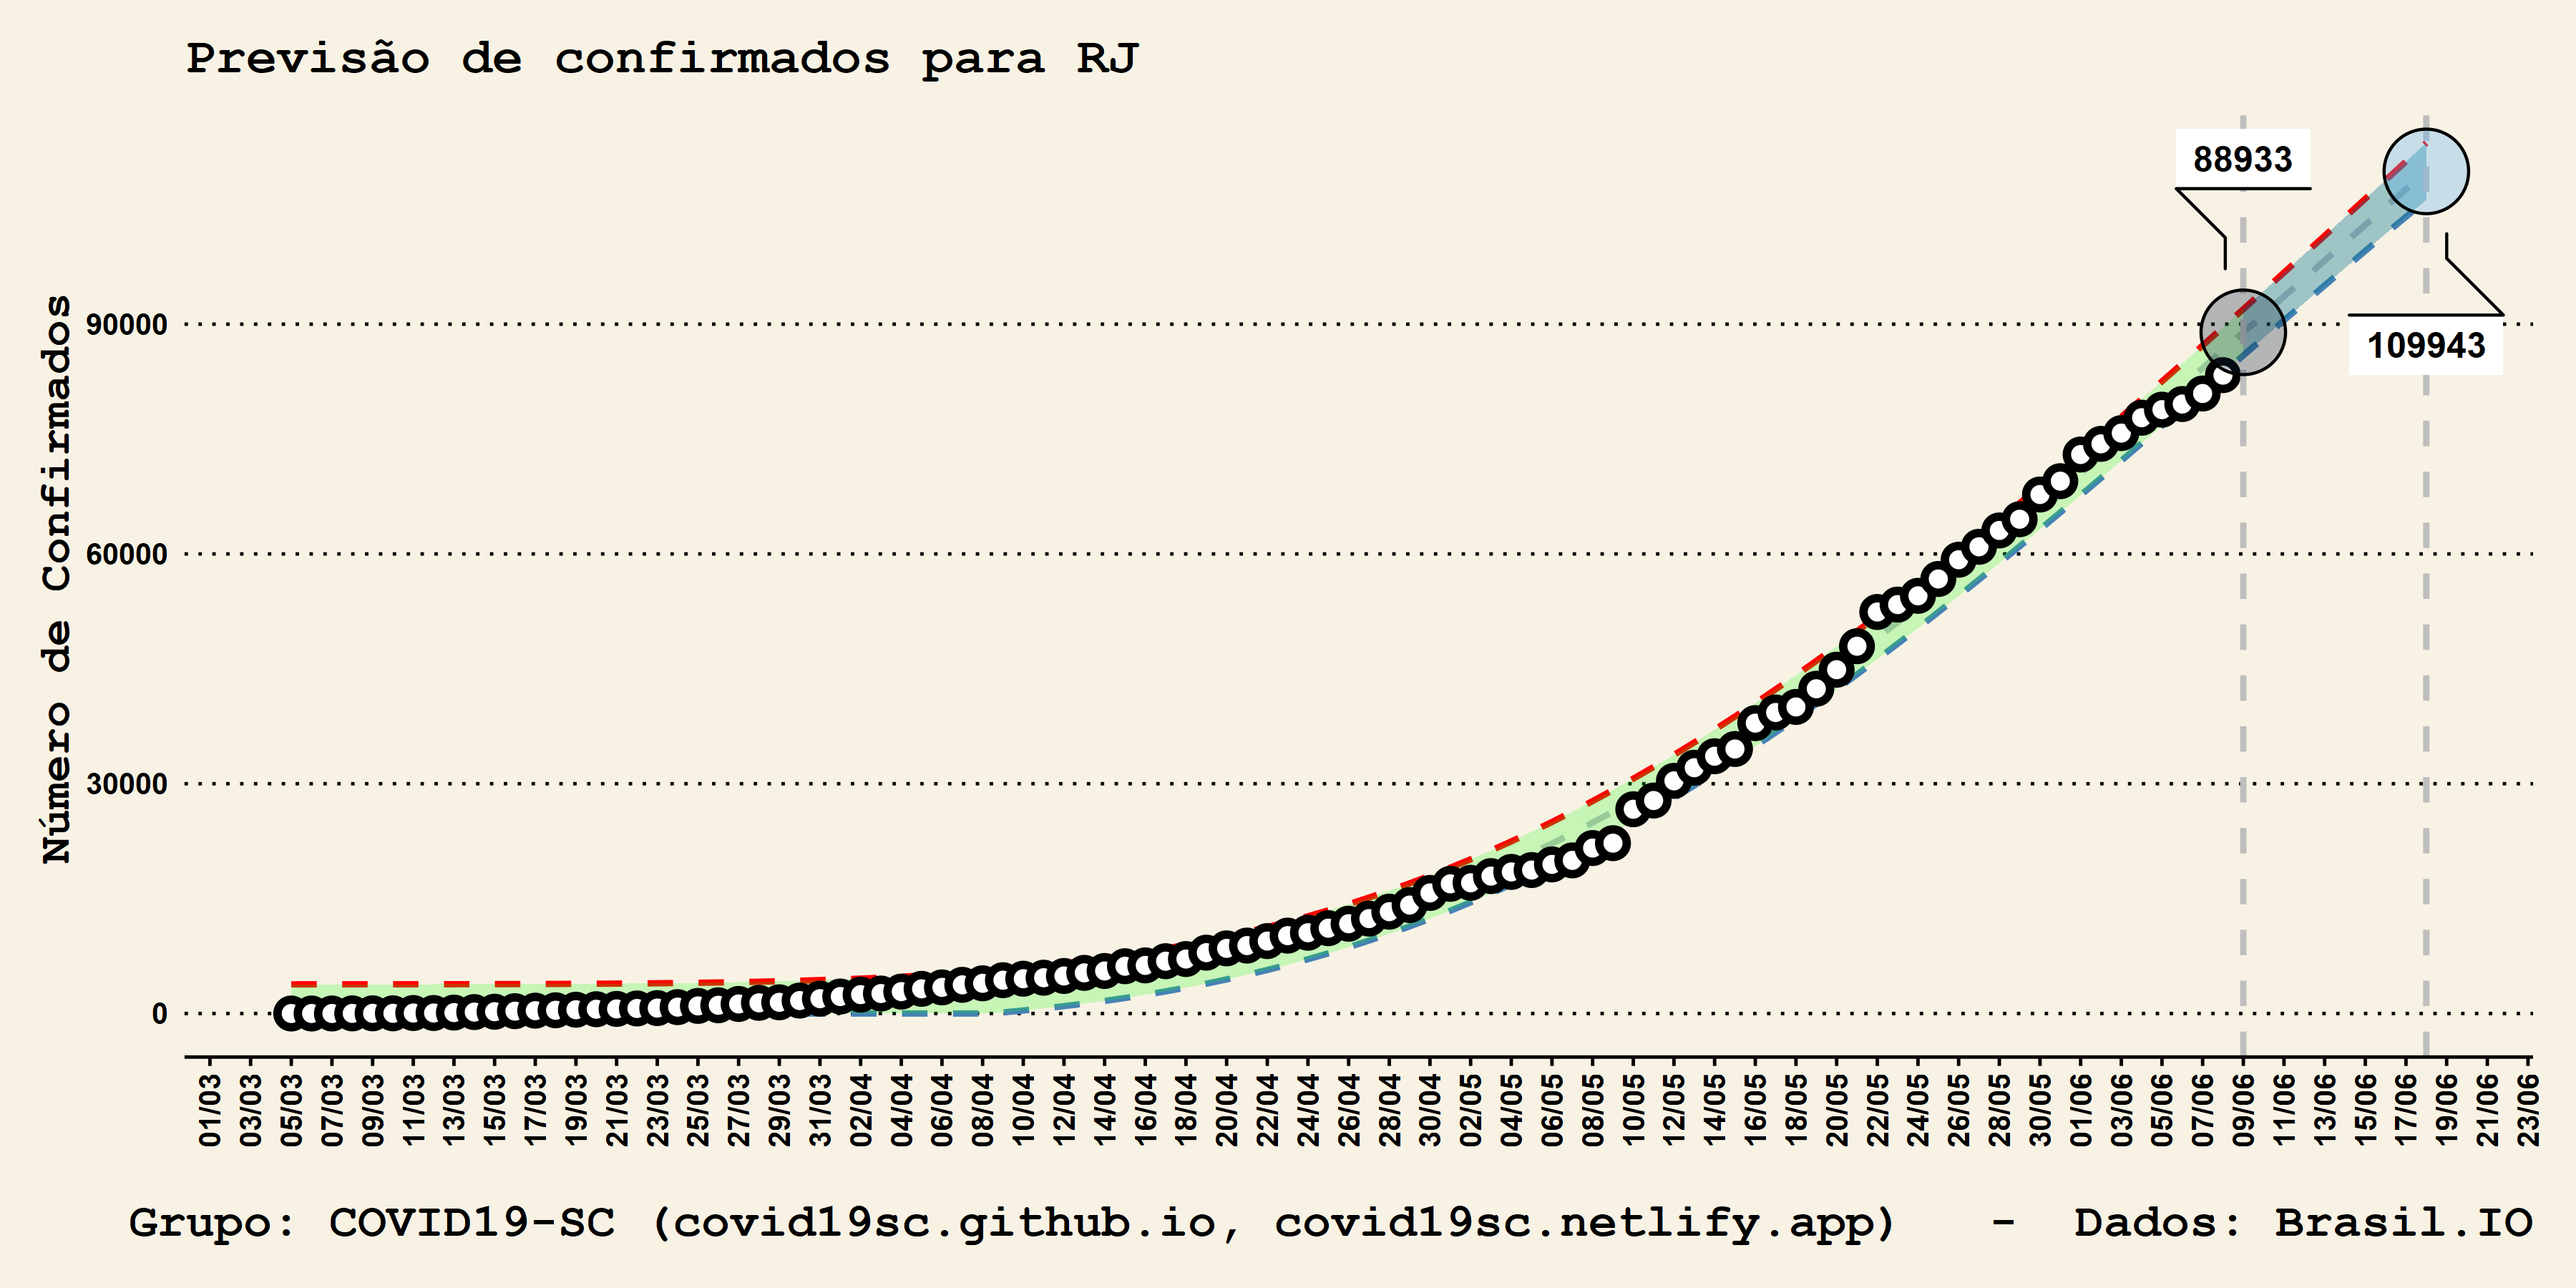 Previsão de confirmados para RJ
88933
109943
Número de Confirmados
90000
60000
30000
0
01/03 03/03 05/03 07/03 09/03 11/03 13/03 15/03 17/03 19/03 21/03 23/03 25/03 27/03 29/03 31/03 02/04 04/04 06/04 08/04 10/04 12/04 14/04 16/04 18/04 20/04 22/04 24/04 26/04 28/04 30/04 02/05 04/05 06/05 08/05 10/05 12/05 14/05 16/05 18/05 20/05 22/05 24/05 26/05 28/05 30/05 01/06 03/06 05/06 07/06 09/06 11/06 13/06 15/06 17/06 19/06 21/06 23/06
Grupo: COVID19-SC (covid19sc.github.io, covid19sc.netlify.app) - Dados: Brasil.IO